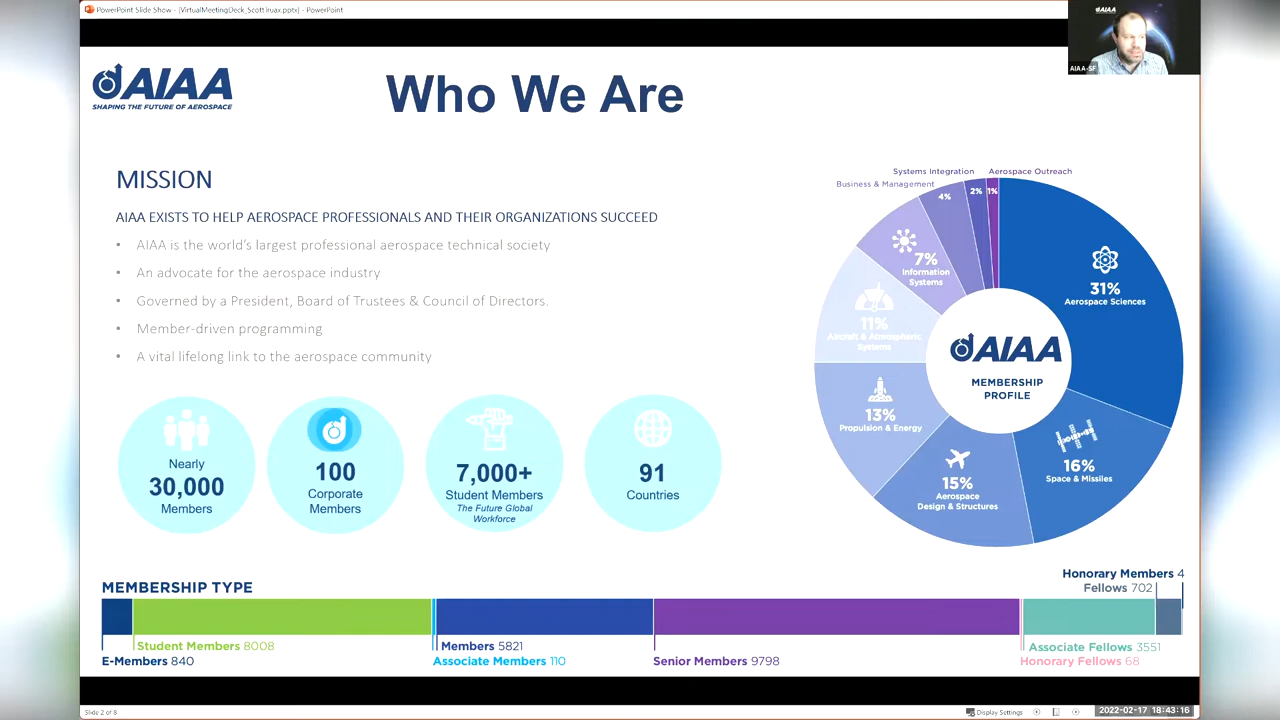 PowerPoint Slide Show - [VirtualMeetingDeck_ScottTruax.pptx] - PowerPoint
AIAA
AIAA-SF
AIAA
SHAPING THE FUTURE OF AEROSPACE
Who We Are
MISSION
AIAA EXISTS TO HELP AEROSPACE PROFESSIONALS AND THEIR ORGANIZATIONS SUCCEED
• AIAA is the world's largest professional aerospace technical society
• An advocate for the aerospace industry
• Governed by a President, Board of Trustees & Council of Directors.
• Member-driven programming
• A vital lifelong link to the aerospace community
Nearly
30,000
Members
100
Corporate
Members
7,000+
Student Members
The Future Global
Workforce
91
Countries
Systems Integration
Aerospace Outreach
Business & Management
4%
2%
1%
7%
Information
Systems
31%
Aerospace Sciences
11%
Aircraft & Atmospheric
Systems
AIAA
MEMBERSHIP
PROFILE
13%
Propulsion & Energy
16%
Space & Missiles
15%
Aerospace
Design & Structures
MEMBERSHIP TYPE
Honorary Members 4
Fellows 702
Student Members 8008
E-Members 840
Members 5821
Associate Members 110
Senior Members 9798
Associate Fellows 3551
Honorary Fellows 68
Slide 2 of 8
Display Settings
2022-02-17 18:43:16